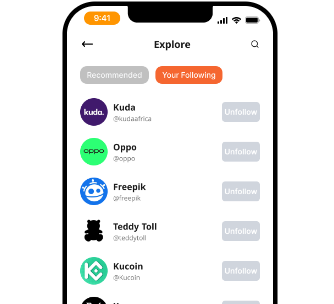 9:41
Explore
Recommended
Your Following
kuda.
Kuda
@kudaafrica
Unfollow
oppo
Oppo
@oppo
Unfollow
Freepik
@freepik
Unfollow
Teddy Toll
@teddytoll
Unfollow
Kucoin
@Kucoin
Unfollow